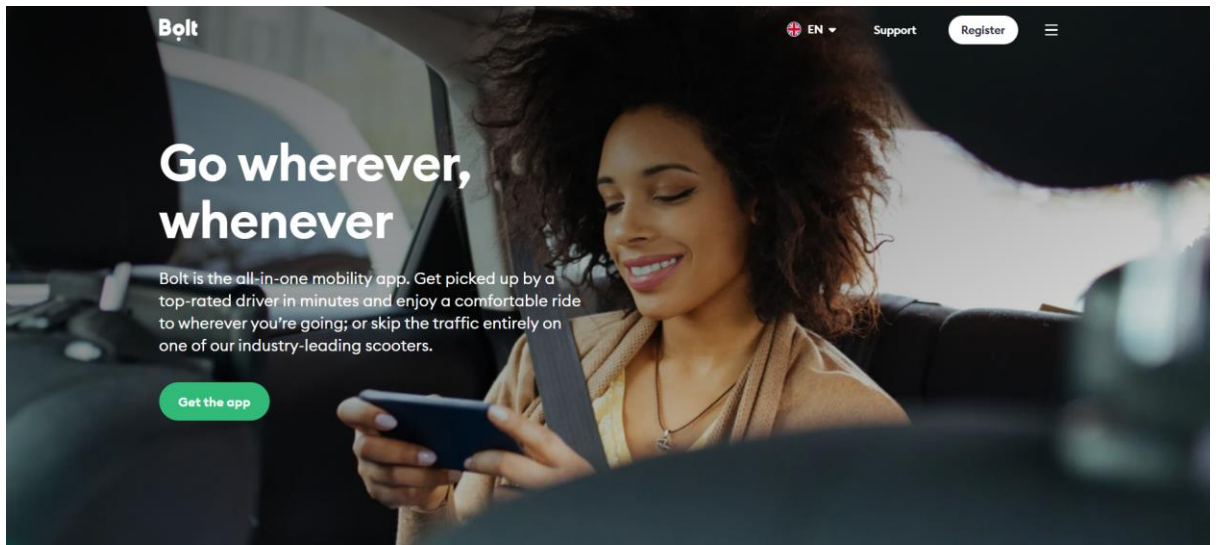 Bolt
EN
Support
Register
Go wherever,
whenever
Bolt is the all-in-one mobility app. Get picked up by a
top-rated driver in minutes and enjoy a comfortable ride
to wherever you're going; or skip the traffic entirely on
one of our industry-leading scooters.
Get the app